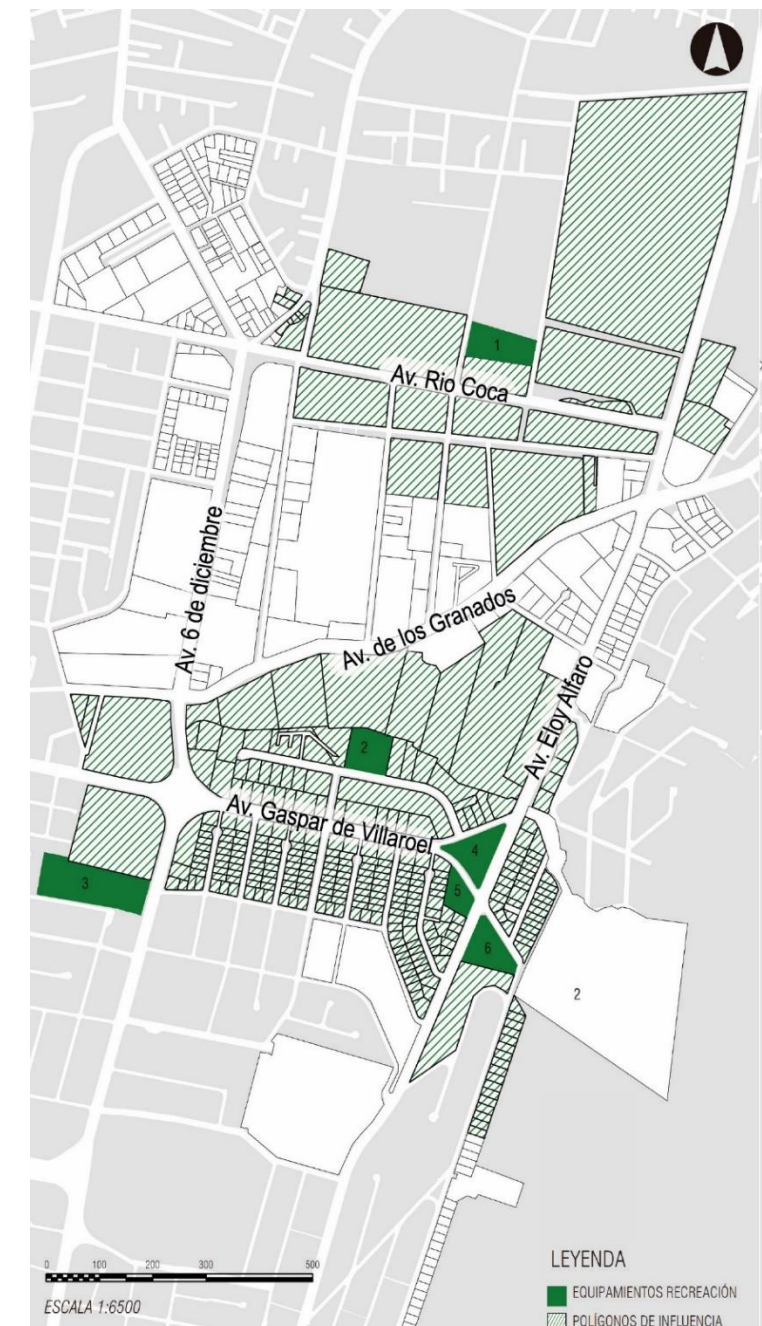 1
Av. Rio Coca
Av. 6 de diciembre
Av. de los Granados
Av. Eloy Alfaro
2
Av. Gaspar de Villaroel
4
3
5
6
2
LEYENDA
0 100 200 300 500
EQUIPAMIENTOS RECREACIÓN
ESCALA 1:6500
POLÍGONOS DE INFLUENCIA